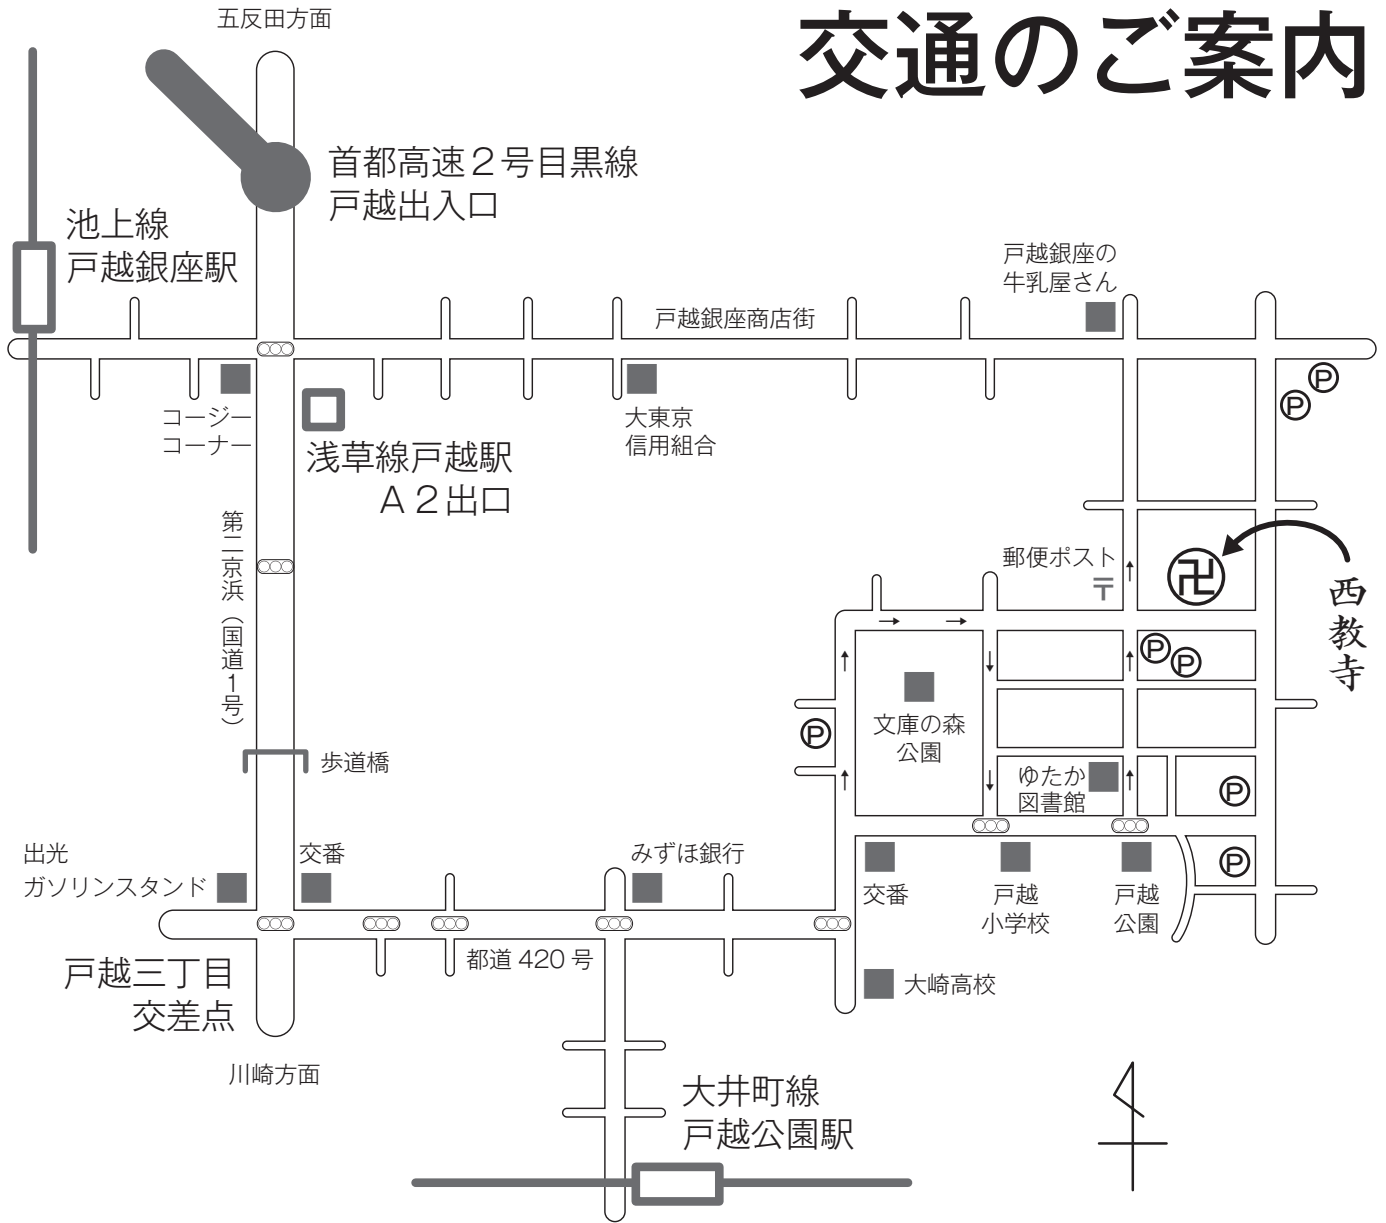 五反田方面
交通のご案内
首都高速２号目黒線
戸越出入口
池上線
戸越銀座駅
戸越銀座の
牛乳屋さん
戸越銀座商店街
コージー
コーナー
大東京
信用組合
P
P
浅草線戸越駅
Ａ２出口
第二京浜（国道１号）
郵便ポスト
〒
卍
西教寺
P
P
文庫の森
公園
P
歩道橋
ゆたか
図書館
P
出光
ガソリンスタンド
交番
みずほ銀行
交番
戸越
小学校
戸越
公園
P
都道 420 号
戸越三丁目
交差点
大崎高校
川崎方面
大井町線
戸越公園駅